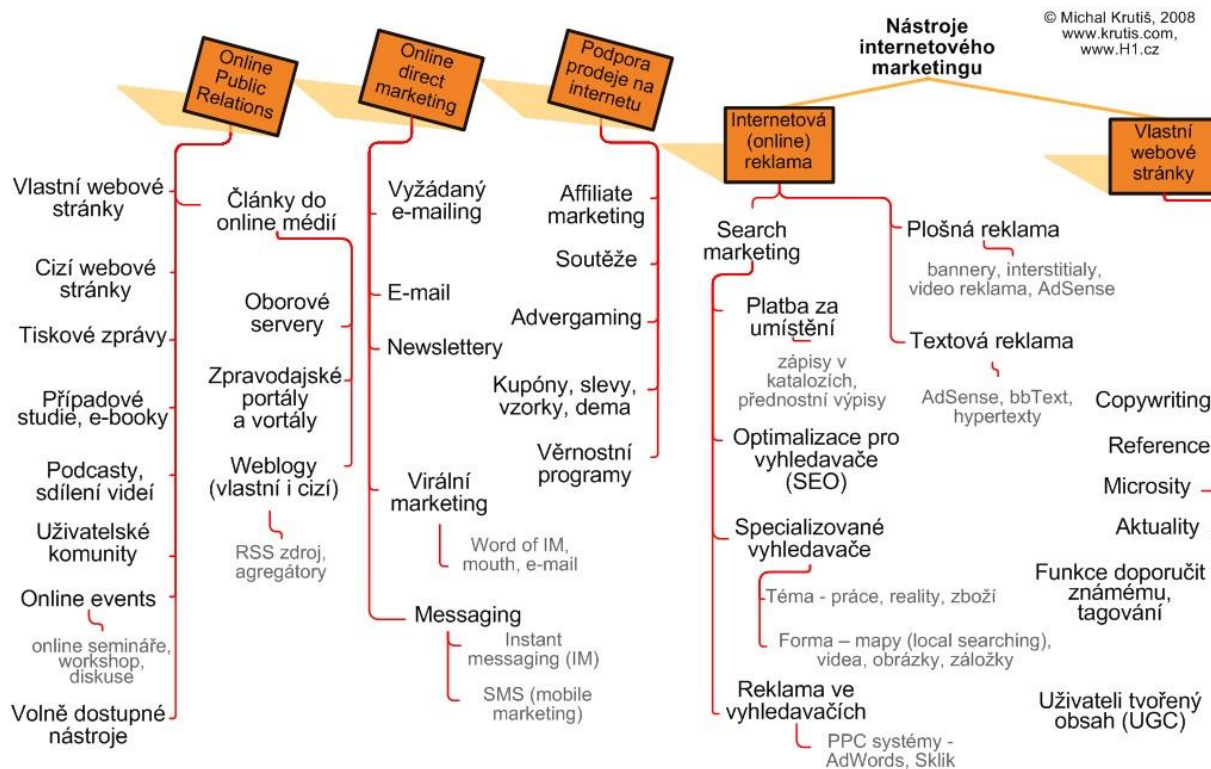 Nástroje
internetového
marketingu
© Michal Krutiš, 2008
www.krutis.com,
www.H1.cz
Online
Public
Relations
Vlastní webové
stránky
Cizí webové
stránky
Tiskové zprávy
Případové
studie, e-booky
Podcasty,
sdílení videí
Uživatelské
komunity
Online events
online semináře,
workshop,
diskuse
Volně dostupné
nástroje
Články do
online médií
Oborové
servery
Zpravodajské
portály
a vortály
Weblogy
(vlastní i cizí)
RSS zdroj,
agregátory
Online
direct
marketing
Vyžádaný
e-mailing
E-mail
Newslettery
Virální
marketing
Word of IM,
mouth, e-mail
Messaging
Instant
messaging (IM)
SMS (mobile
marketing)
Podpora
prodeje na
internetu
Affiliate
marketing
Soutěže
Advergaming
Kupóny, slevy,
vzorky, dema
Věrnostní
programy
Internetová
(online)
reklama
Search
marketing
Platba za
umístění
zápisy v
katalozích,
přednostní výpisy
Optimalizace pro
vyhledavače
(SEO)
Specializované
vyhledavače
Téma - práce, reality, zboží
Forma – mapy (local searching),
videa, obrázky, záložky
Reklama ve
vyhledavačích
PPC systémy -
AdWords, Sklik
Plošná reklama
bannery, interstitialy,
video reklama, AdSense
Textová reklama
AdSense, bbText,
hypertexty
Vlastní
webové
stránky
Copywriting
Reference
Microsity
Aktuality
Funkce doporučit
známému,
tagování
Uživateli tvořený
obsah (UGC)